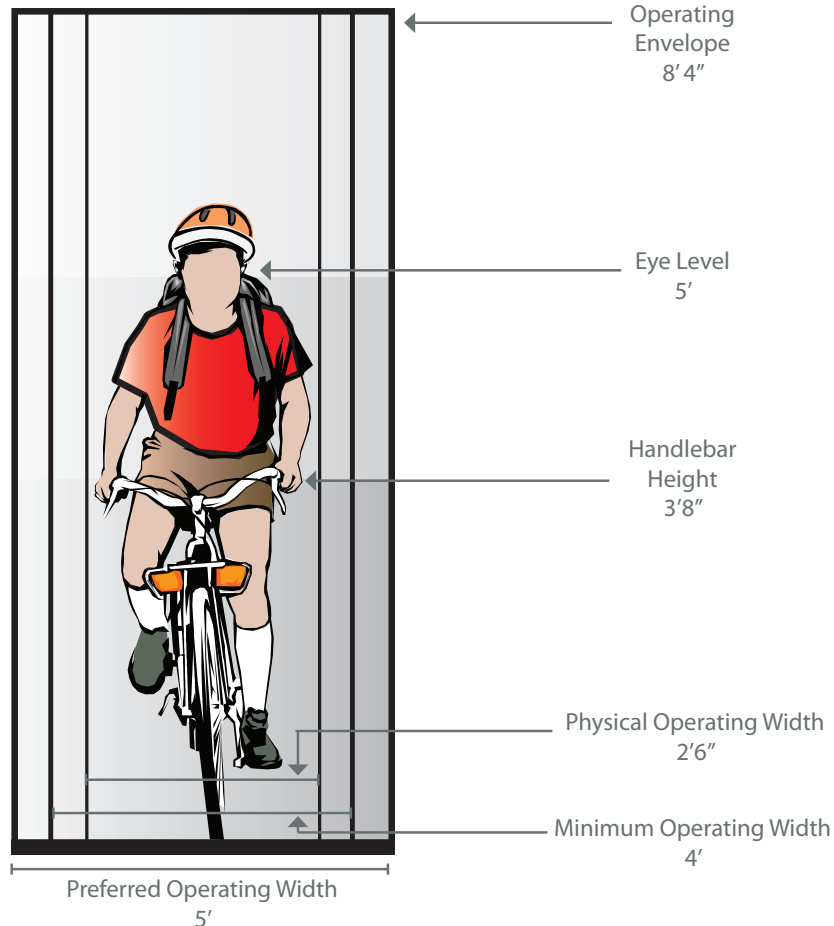 Operating
Envelope
8’ 4”
Eye Level
5’
Handlebar
Height
3’8”
Physical Operating Width
2’6”
Minimum Operating Width
4’
Preferred Operating Width
5’